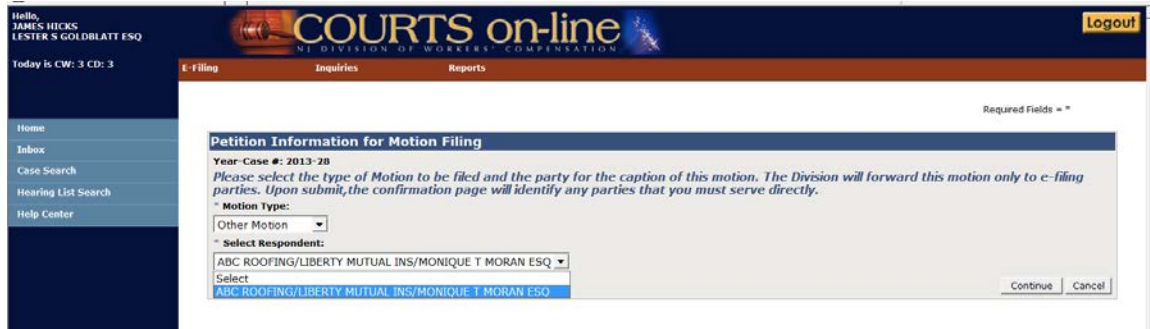 Hello,
JAMES HICKS
LESTER S GOLDBLATT ESQ
COURTS on-line
NJ DIVISION OF WORKERS' COMPENSATION
Logout
Today is CW: 3 CD: 3
E-Filing Inquiries Reports
Required Fields = *
Home
Inbox
Case Search
Hearing List Search
Help Center
Petition Information for Motion Filing
Year-Case #: 2013-28
Please select the type of Motion to be filed and the party for the caption of this motion. The Division will forward this motion only to e-filing
parties. Upon submit,the confirmation page will identify any parties that you must serve directly.
* Motion Type:
Other Motion
* Select Respondent:
ABC ROOFING/LIBERTY MUTUAL INS/MONIQUE T MORAN ESQ
Select
ABC ROOFING/LIBERTY MUTUAL INS/MONIQUE T MORAN ESQ
Continue Cancel